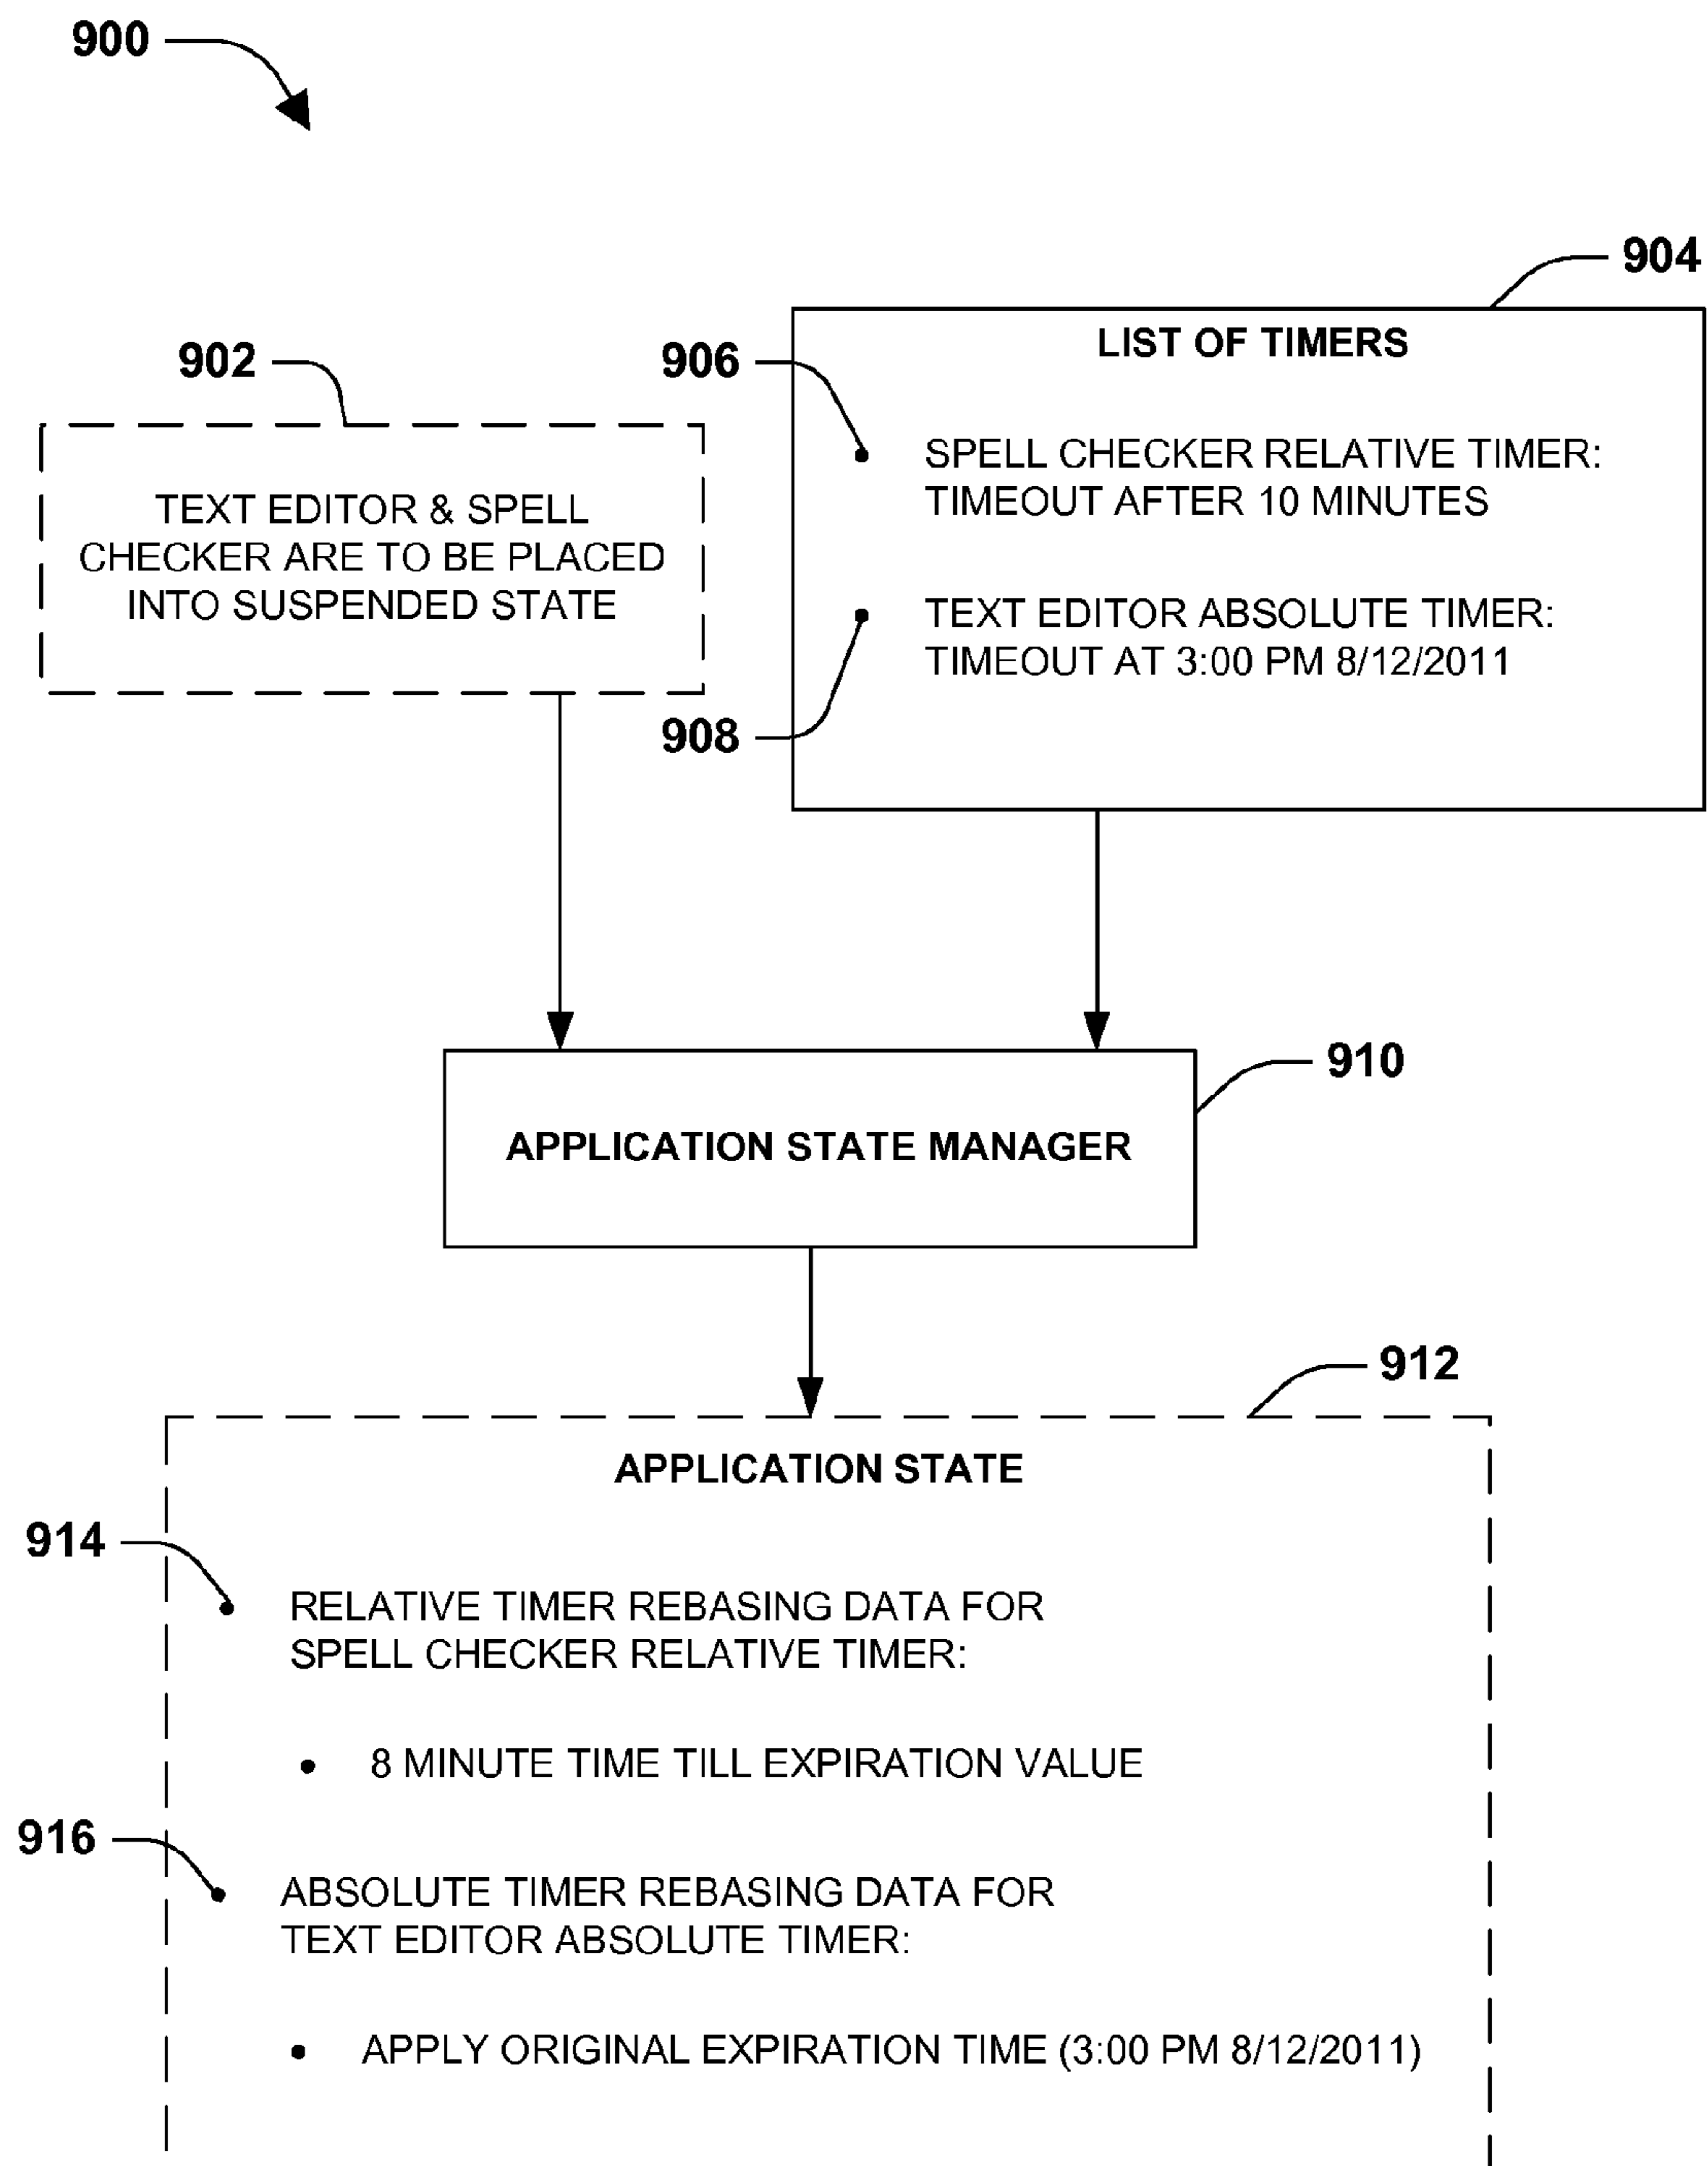 900
904
LIST OF TIMERS
902
906
SPELL CHECKER RELATIVE TIMER:
TIMEOUT AFTER 10 MINUTES
TEXT EDITOR & SPELL
CHECKER ARE TO BE PLACED
INTO SUSPENDED STATE
TEXT EDITOR ABSOLUTE TIMER:
TIMEOUT AT 3:00 PM 8/12/2011
908
910
APPLICATION STATE MANAGER
912
APPLICATION STATE
914
RELATIVE TIMER REBASING DATA FOR
SPELL CHECKER RELATIVE TIMER:
• 8 MINUTE TIME TILL EXPIRATION VALUE
916
ABSOLUTE TIMER REBASING DATA FOR
TEXT EDITOR ABSOLUTE TIMER:
• APPLY ORIGINAL EXPIRATION TIME (3:00 PM 8/12/2011)